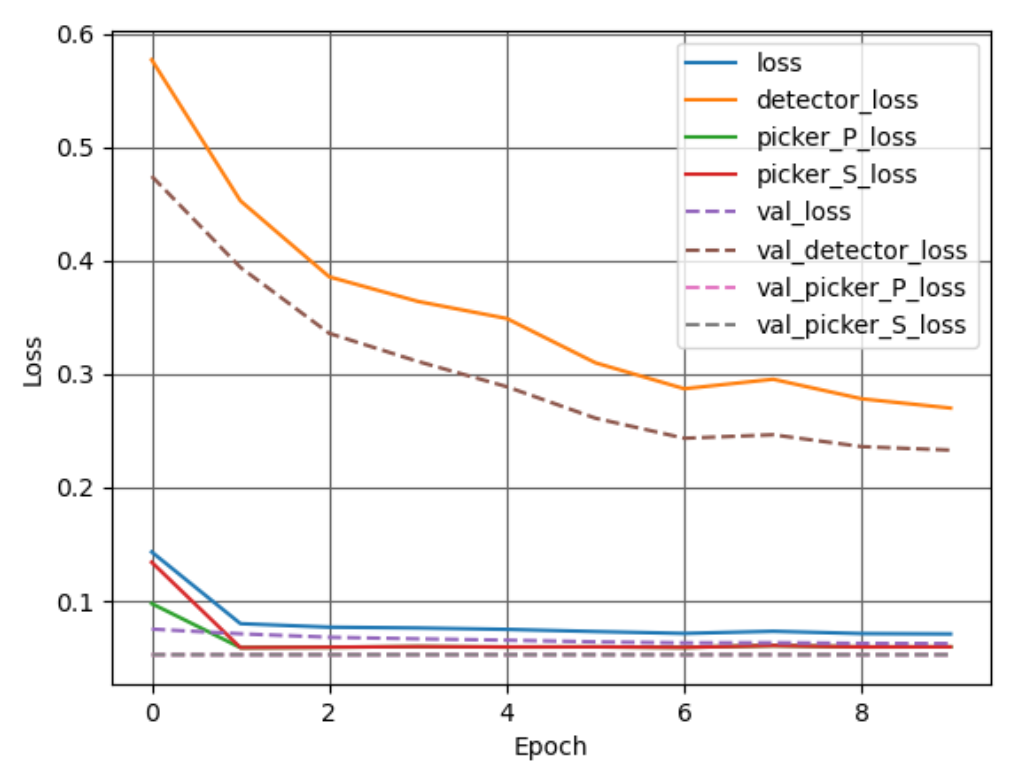 0.6
0.5
0.4
0.3
0.2
0.1
Loss
0
2
4
6
8
Epoch
loss
detector_loss
picker_P_loss
picker_S_loss
val_loss
val_detector_loss
val_picker_P_loss
val_picker_S_loss